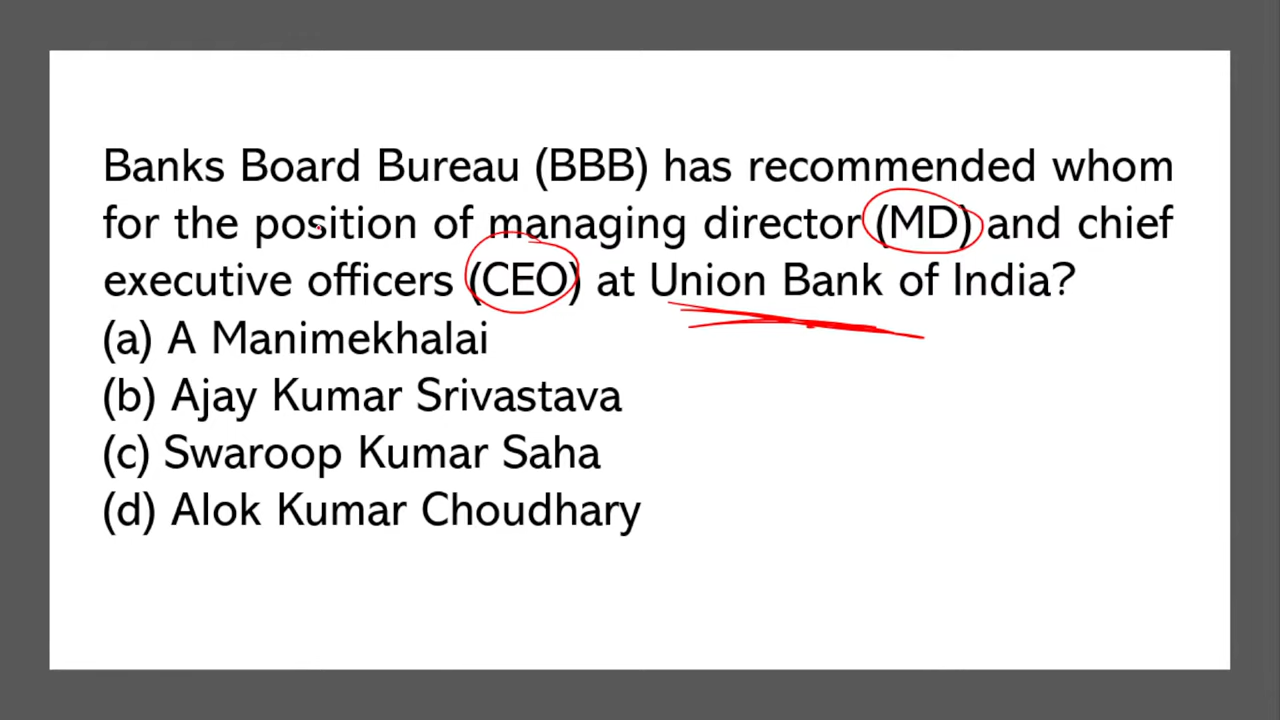 Banks Board Bureau (BBB) has recommended whom
for the position of managing director (MD) and chief
executive officers (CEO) at Union Bank of India?
(a) A Manimekhalai
(b) Ajay Kumar Srivastava
(c) Swaroop Kumar Saha
(d) Alok Kumar Choudhary